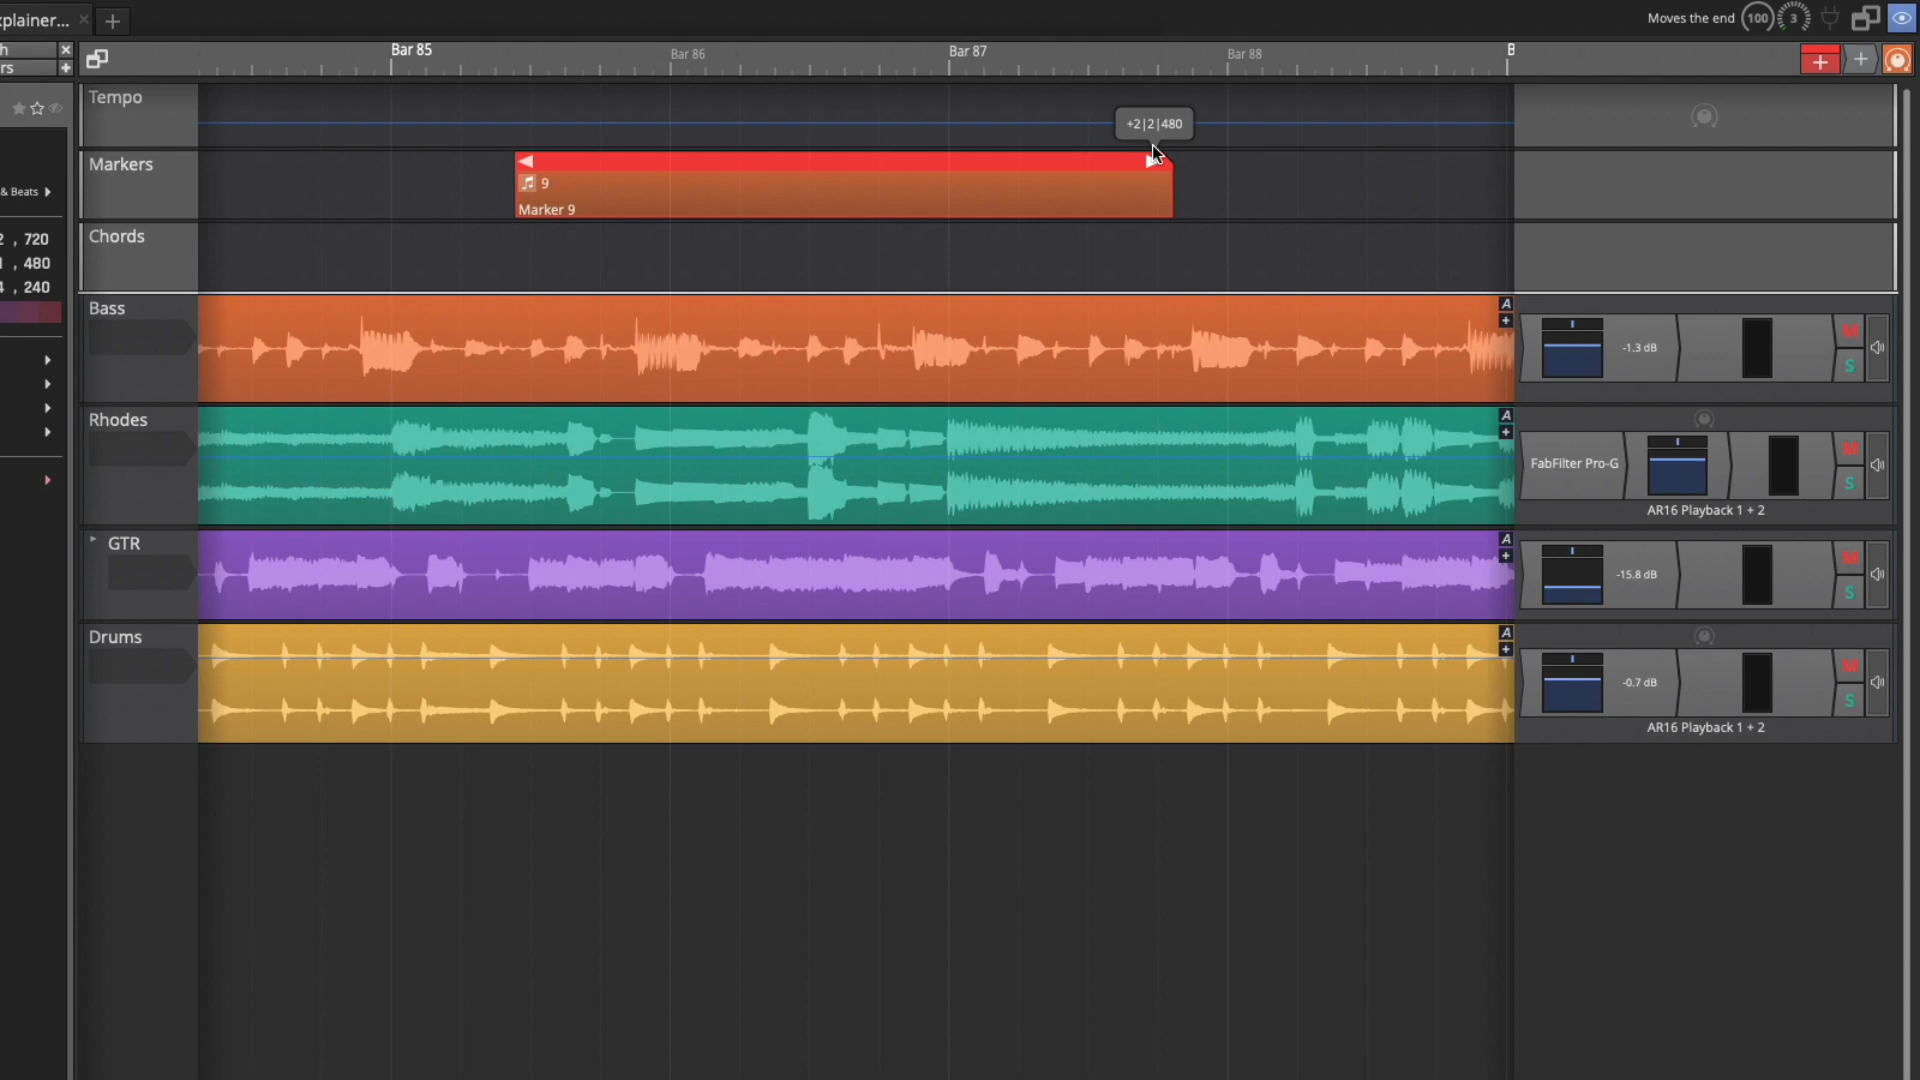 xplainer...
Moves the end
100
3
h
rs
Bar 85
Bar 86
Bar 87
Bar 88
B
Tempo
+2|2|480
Markers
9
Marker 9
& Beats
Chords
2 , 720
, 480
4 , 240
Bass
A
-1.3 dB
M
S
Rhodes
A
FabFilter Pro-G
M
S
AR16 Playback 1 + 2
GTR
A
-15.8 dB
M
S
Drums
A
-0.7 dB
M
S
AR16 Playback 1 + 2